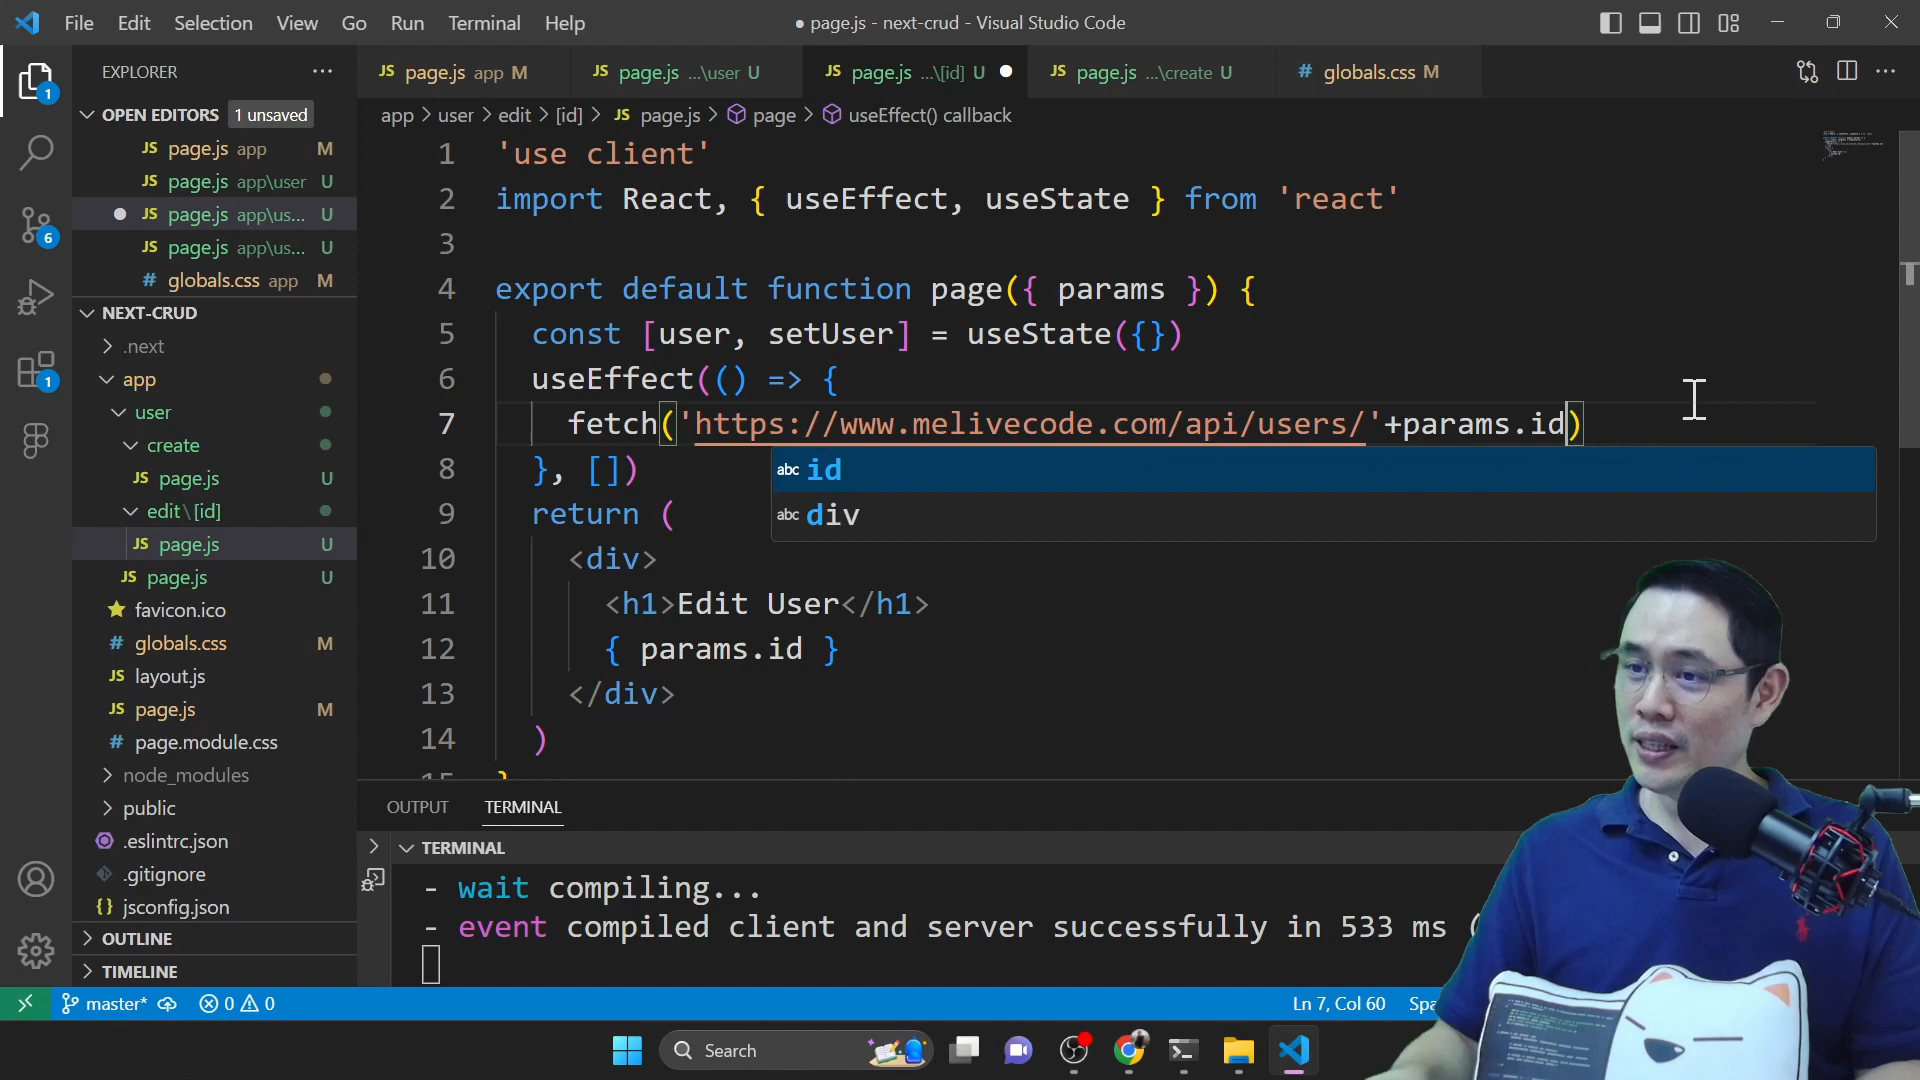 File Edit Selection View Go Run Terminal Help
page.js - next-crud - Visual Studio Code
EXPLORER
OPEN EDITORS 1 unsaved
page.js app M
page.js app\user U
page.js app\us... U
page.js app\us... U
globals.css app M
NEXT-CRUD
.next
app
user
create
page.js U
edit\[id]
page.js U
page.js U
favicon.ico
globals.css M
layout.js
page.js M
page.module.css
node_modules
public
.eslintrc.json
.gitignore
jsconfig.json
OUTLINE
TIMELINE
1
6
1
JS page.js app M
JS page.js ...\user U
JS page.js ...\[id] U
JS page.js ...\create U
# globals.css M
app > user > edit > [id] > JS page.js > page > useEffect() callback
1 'use client'
2 import React, { useEffect, useState } from 'react'
3
4 export default function page({ params }) {
5 const [user, setUser] = useState({})
6 useEffect(() => {
7 fetch('https://www.melivecode.com/api/users/'+params.id)
8 }, [])
abc id
abc div
9 return (
10 <div>
11 <h1>Edit User</h1>
12 { params.id }
13 </div>
14 )
15 }
OUTPUT TERMINAL
TERMINAL
- wait compiling...
- event compiled client and server successfully in 533 ms (
master* 0 0
Ln 7, Col 60 Spa
Search